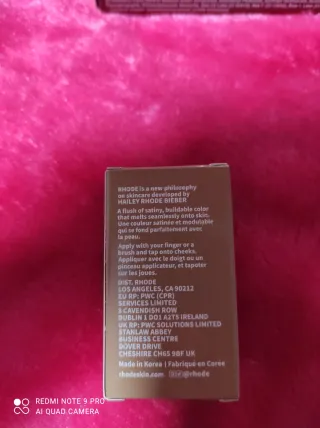 RHODE is a new philosophy
on skincare developed by
HAILEY RHODE BIEBER
A flush of satiny, buildable color
that melts seamlessly onto skin.
Une couleur satinée et modulable
qui se fond parfaitement avec
la peau.
Apply with your finger or a
brush and tap onto cheeks.
Appliquer avec le doigt ou un
pinceau applicateur, et tapoter
sur les joues.
DIST. RHODE
LOS ANGELES, CA 90212
EU RP: PWC (CPR)
SERVICES LIMITED
3 CAVENDISH ROW
DUBLIN 1 D01 A2T5 IRELAND
UK RP: PWC SOLUTIONS LIMITED
STANLAW ABBEY
BUSINESS CENTRE
DOVER DRIVE
CHESHIRE CH65 9BF UK
Made in Korea | Fabriqué en Corée
rhodeskin.com @rhode
REDMI NOTE 9 PRO
AI QUAD CAMERA